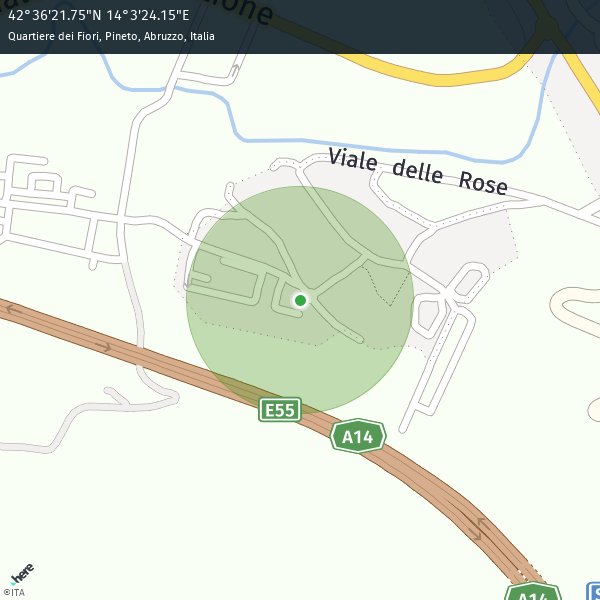 42°36'21.75"N 14°3'24.15"E
Quartiere dei Fiori, Pineto, Abruzzo, Italia
Viale delle Rose
E55
A14
A14
here
©ITA